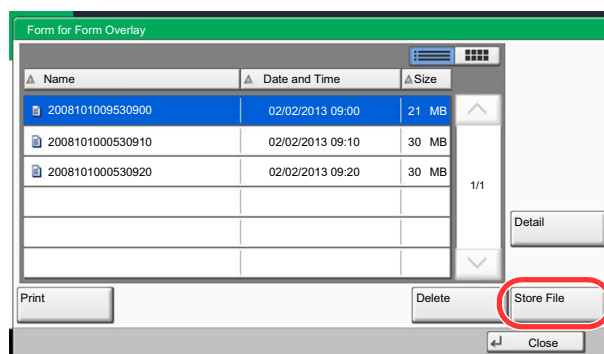 Form for Form Overlay
Name Date and Time Size
2008101009530900 02/02/2013 09:00 21 MB
2008101000530910 02/02/2013 09:10 30 MB
2008101000530920 02/02/2013 09:20 30 MB
1/1
Detail
Print Delete Store File
Close